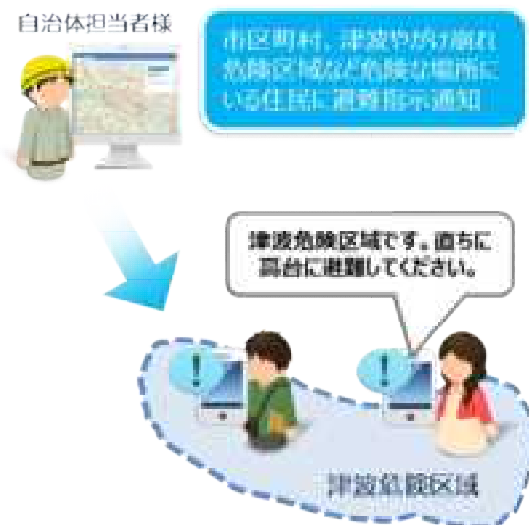 自治体担当者様
市区町村、津波やがけ崩れ
危険区域など危険な場所に
いる住民に避難指示通知
津波危険区域です。直ちに
高台に避難してください。
!
!
津波危険区域